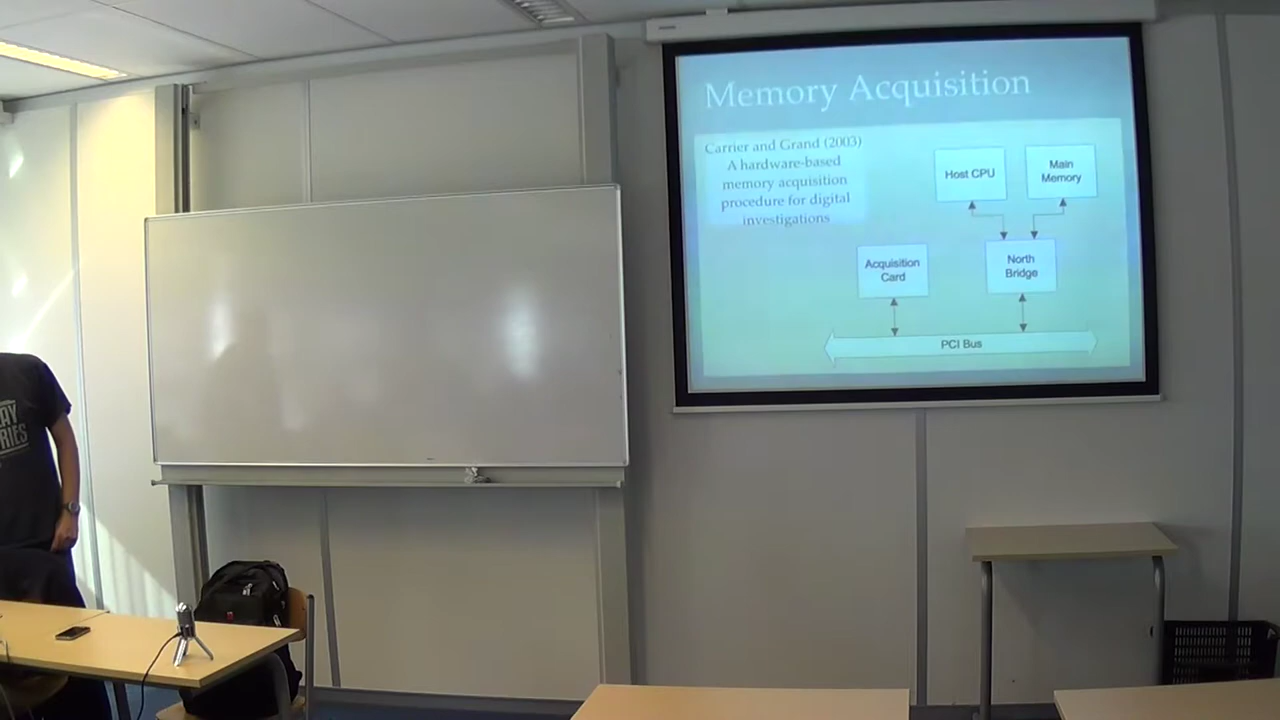 Memory Acquisition
Carrier and Grand (2003)
A hardware-based
memory acquisition
procedure for digital
investigations
Host CPU
Main
Memory
Acquisition
Card
North
Bridge
PCI Bus